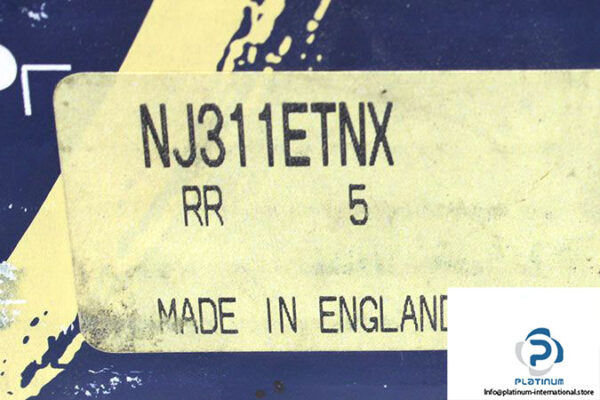 NJ311ETNX
RR 5
MADE IN ENGLAND
PLATINUM
Info@platinum-international.store